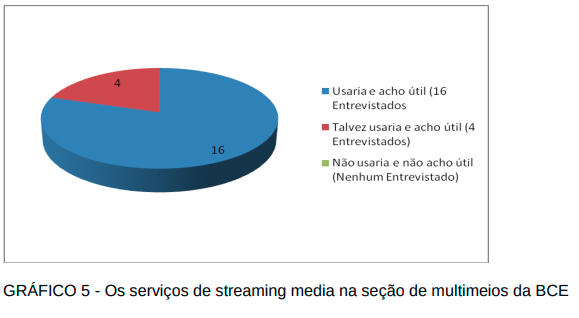 4
16
Usaria e acho útil (16
Entrevistados
Talvez usaria e acho útil (4
Entrevistados)
Não usaria e não acho útil
(Nenhum Entrevistado)
GRÁFICO 5 - Os serviços de streaming media na seção de multimeios da BCE